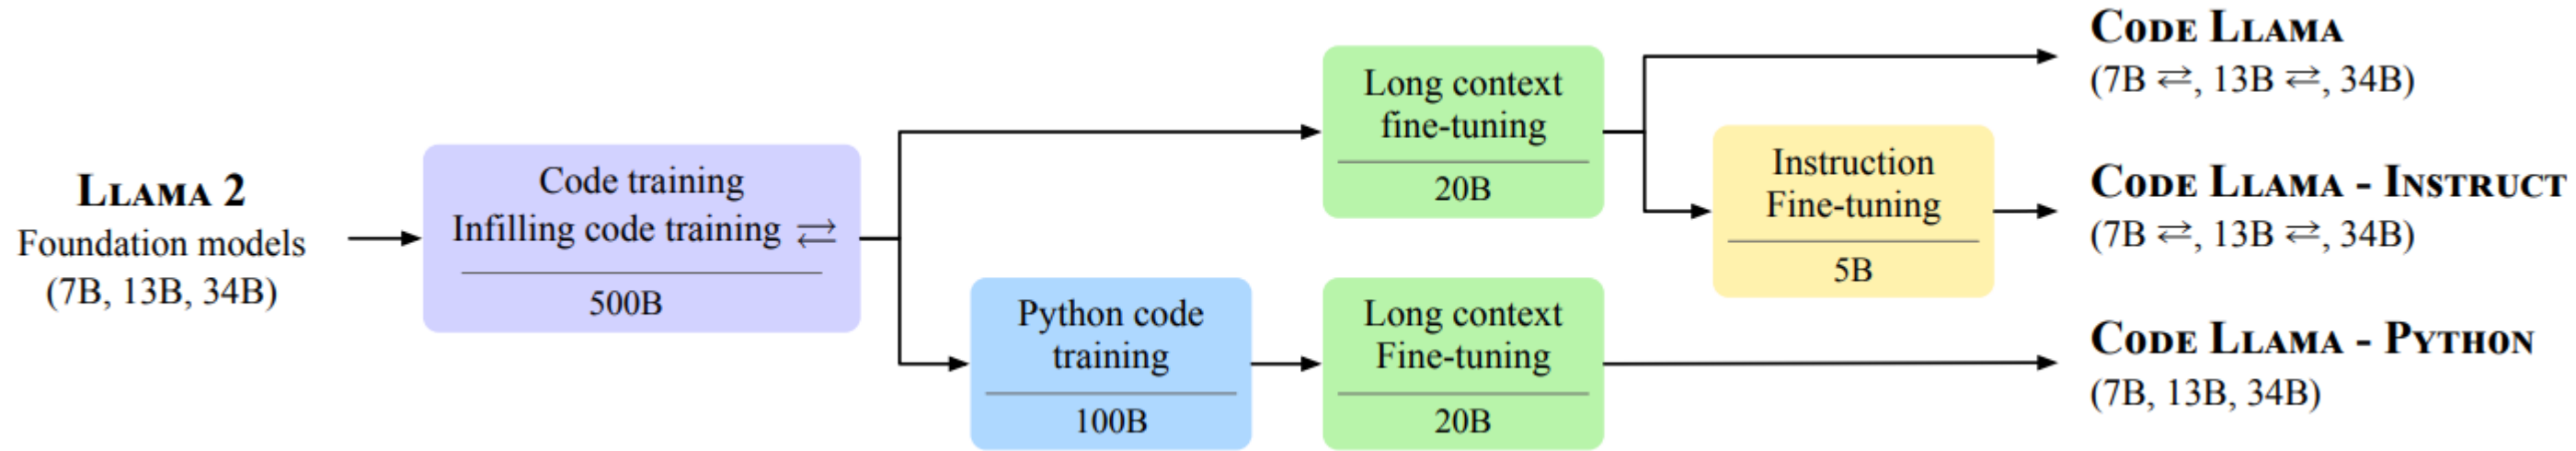 LLAMA 2
Foundation models
(7B, 13B, 34B)
Code training
Infilling code training ⇄
500B
Long context
fine-tuning
20B
Python code
training
100B
Long context
Fine-tuning
20B
Instruction
Fine-tuning
5B
CODE LLAMA
(7B ⇄, 13B ⇄, 34B)
CODE LLAMA - INSTRUCT
(7B ⇄, 13B ⇄, 34B)
CODE LLAMA - PYTHON
(7B, 13B, 34B)